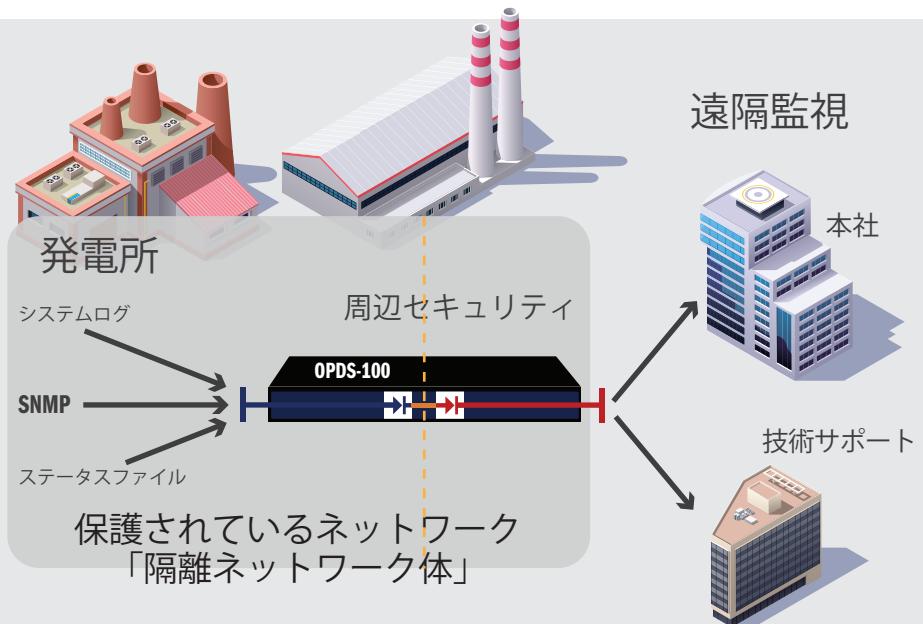 遠隔監視
本社
発電所
システムログ
周辺セキュリティ
OPDS-100
SNMP
ステータスファイル
技術サポート
保護されているネットワーク
「隔離ネットワーク体」